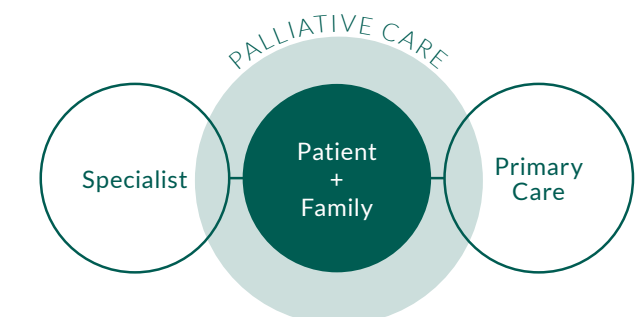 PALLIATIVE CARE
Specialist
Patient
+
Family
Primary
Care